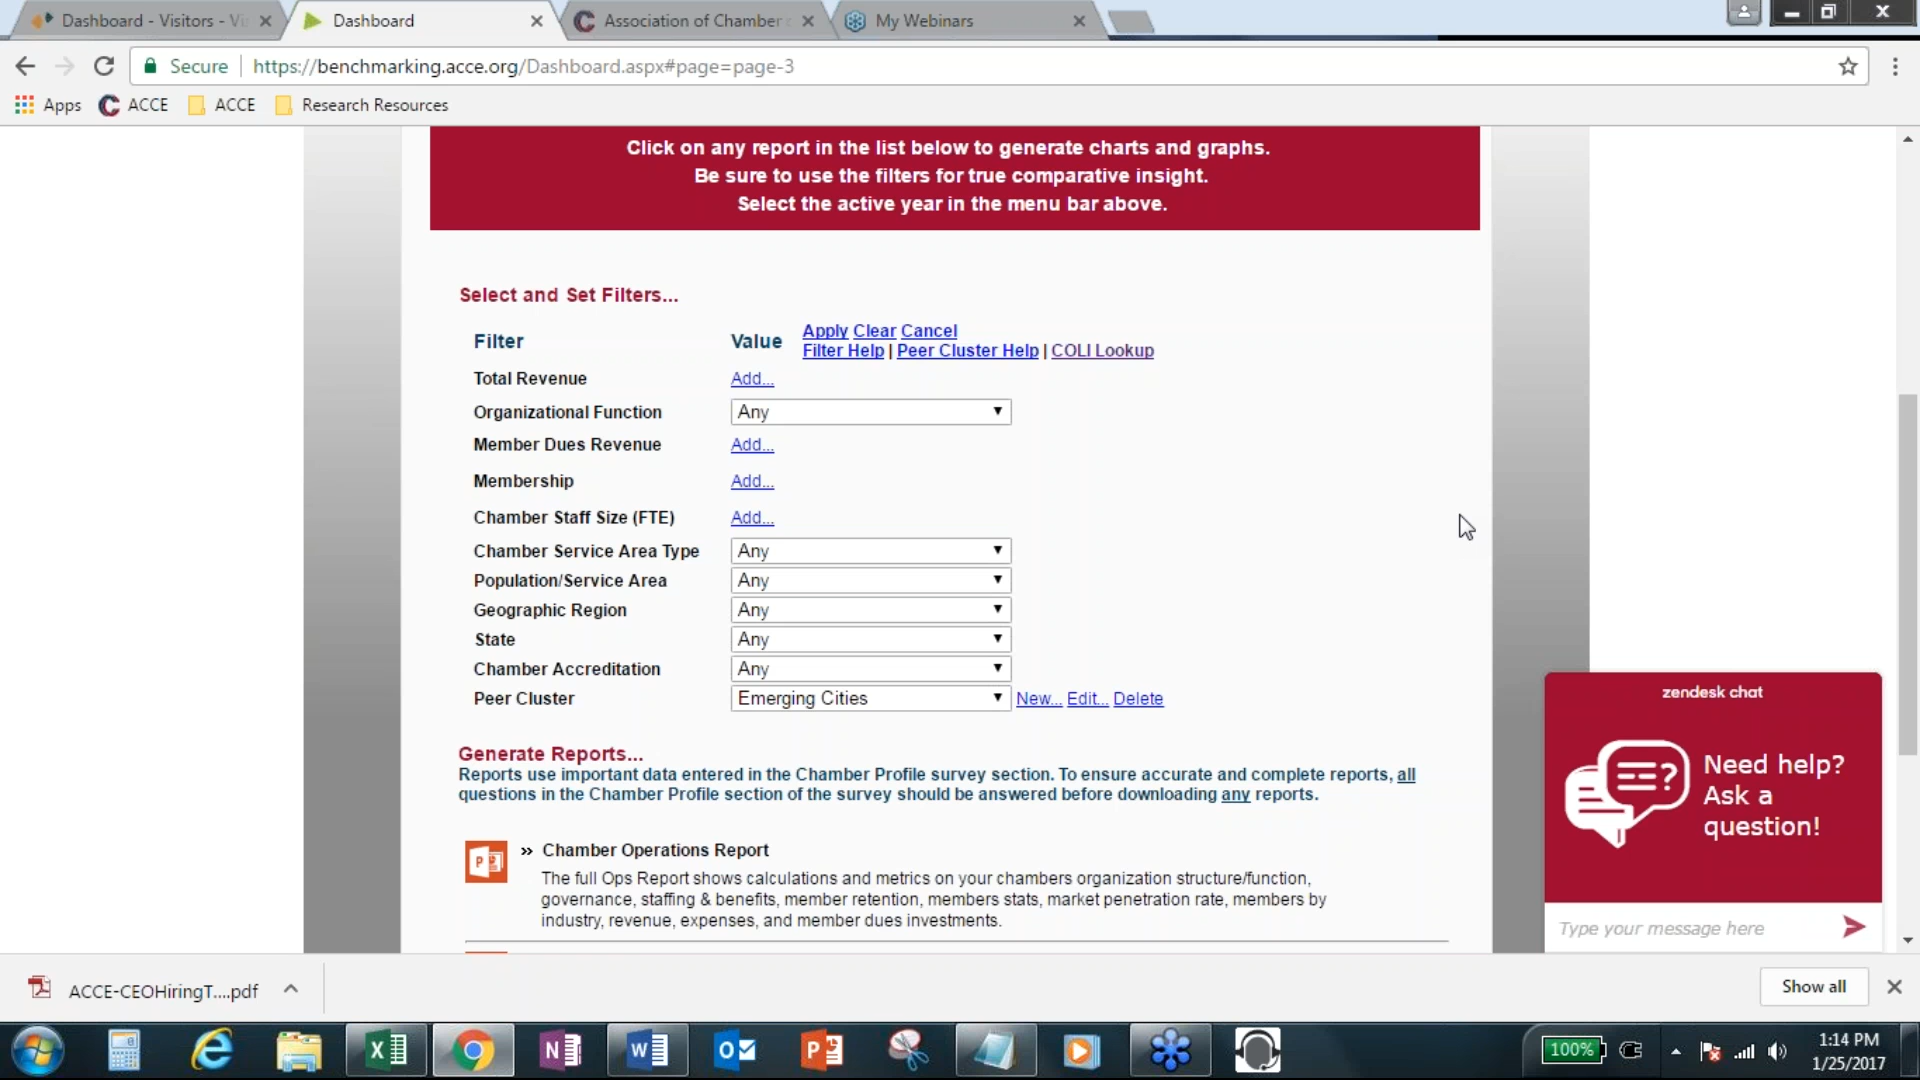 Dashboard - Visitors - Vi
Dashboard
Association of Chamber
My Webinars
Secure
https://benchmarking.acce.org/Dashboard.aspx#page=page-3
Apps
ACCE
ACCE
Research Resources
Click on any report in the list below to generate charts and graphs.
Be sure to use the filters for true comparative insight.
Select the active year in the menu bar above.
Select and Set Filters...
Filter
Value
Apply Clear Cancel
Filter Help | Peer Cluster Help | COLI Lookup
Total Revenue
Add...
Organizational Function
Any
Member Dues Revenue
Add...
Membership
Add...
Chamber Staff Size (FTE)
Add...
Chamber Service Area Type
Any
Population/Service Area
Any
Geographic Region
Any
State
Any
Chamber Accreditation
Any
Peer Cluster
Emerging Cities
New... Edit... Delete
Generate Reports...
Reports use important data entered in the Chamber Profile survey section. To ensure accurate and complete reports, all
questions in the Chamber Profile section of the survey should be answered before downloading any reports.
» Chamber Operations Report
The full Ops Report shows calculations and metrics on your chambers organization structure/function,
governance, staffing & benefits, member retention, members stats, market penetration rate, members by
industry, revenue, expenses, and member dues investments.
zendesk chat
Need help?
Ask a
question!
Type your message here
ACCE-CEOHiringT....pdf
Show all
100%
1:14 PM
1/25/2017